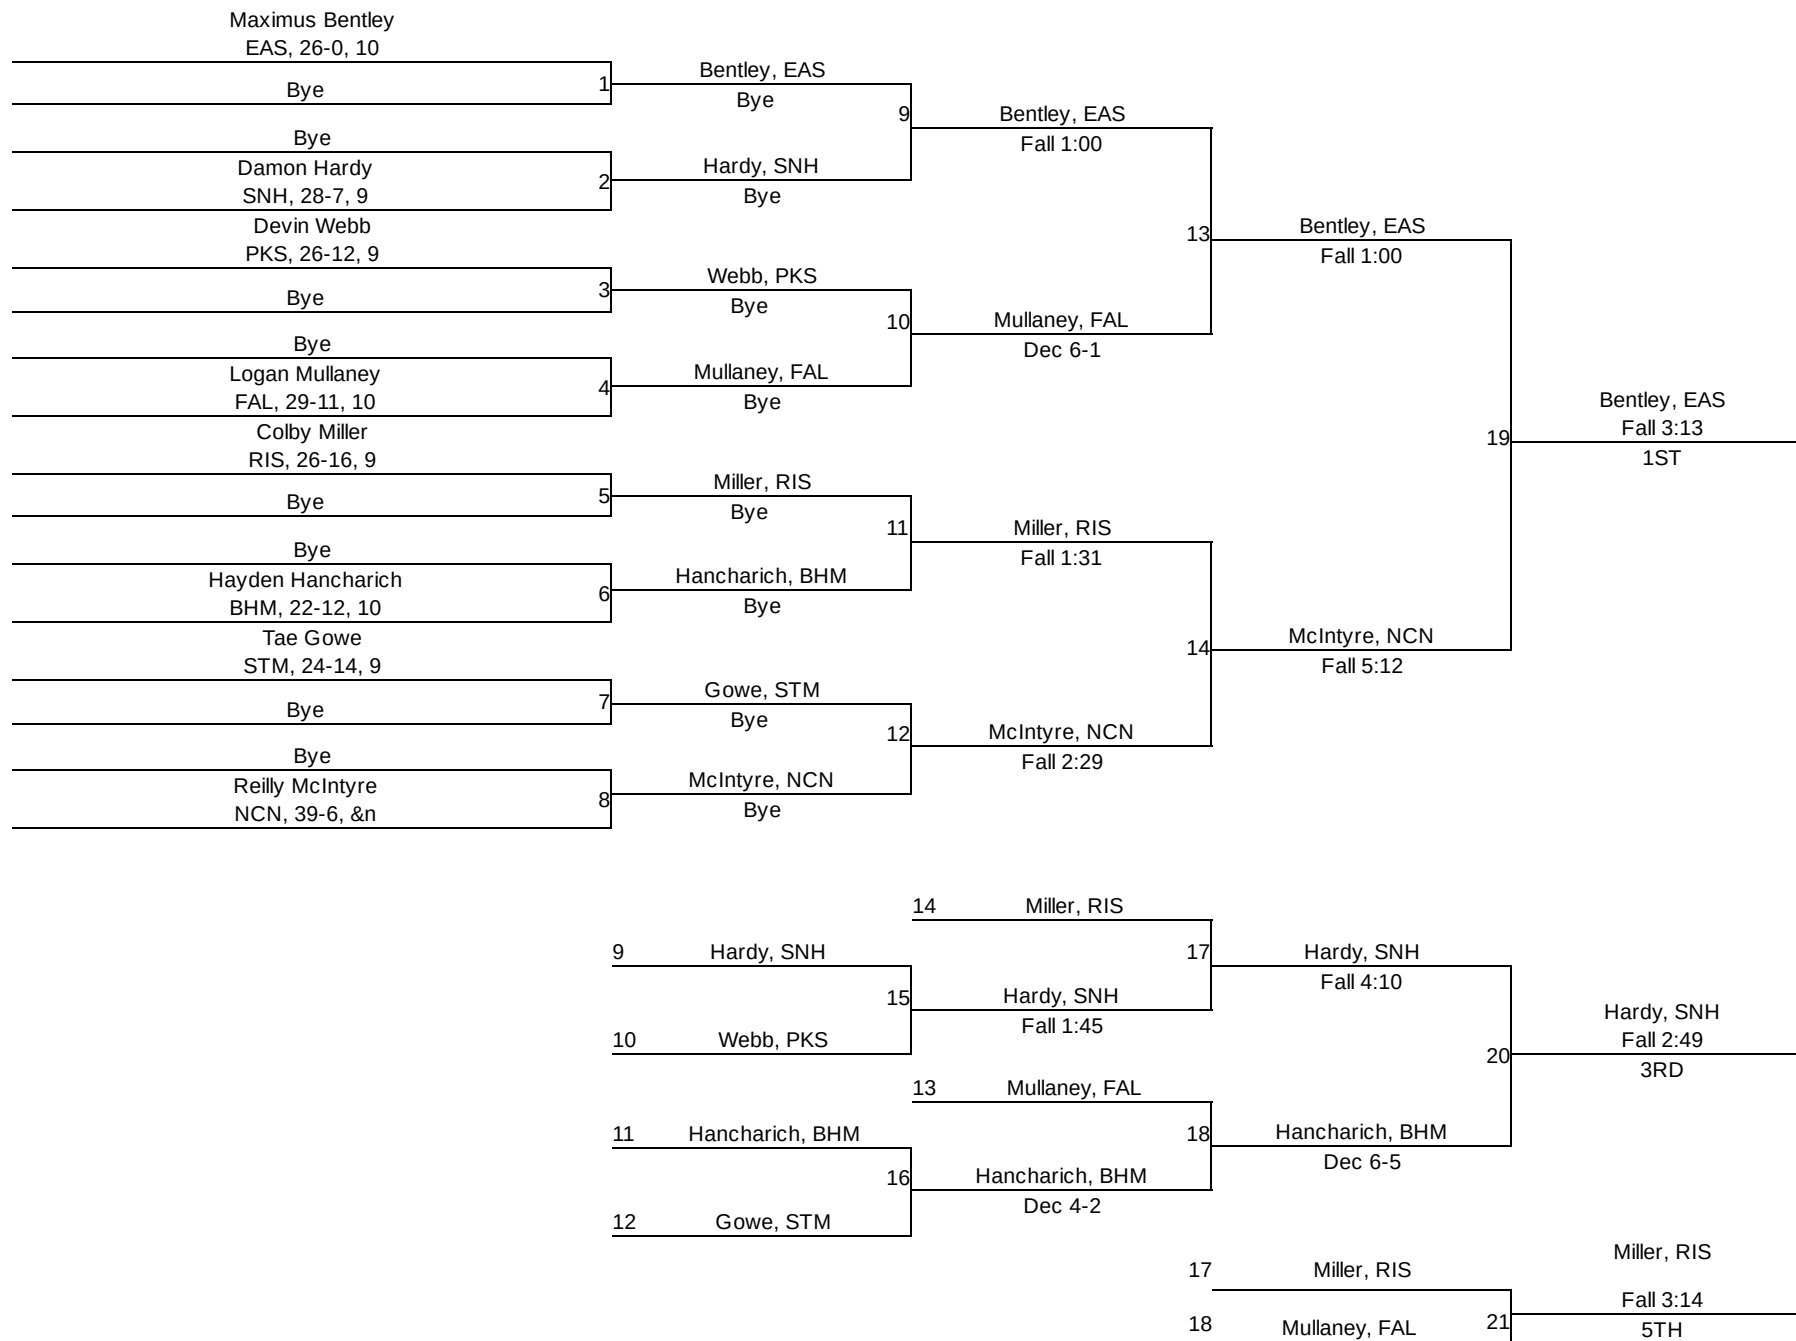 Maximus Bentley
EAS, 26-0, 10
Bye
1
Bye
Damon Hardy
SNH, 28-7, 9
2
Devin Webb
PKS, 26-12, 9
Bye
3
Bye
Logan Mullaney
FAL, 29-11, 10
4
Colby Miller
RIS, 26-16, 9
Bye
5
Bye
Hayden Hancharich
BHM, 22-12, 10
6
Tae Gowe
STM, 24-14, 9
Bye
7
Bye
Reilly McIntyre
NCN, 39-6, &n
8
Bentley, EAS
Bye
9
Hardy, SNH
Bye
Webb, PKS
Bye
10
Mullaney, FAL
Bye
Miller, RIS
Bye
11
Hancharich, BHM
Bye
Gowe, STM
Bye
12
McIntyre, NCN
Bye
Bentley, EAS
Fall 1:00
13
Mullaney, FAL
Dec 6-1
Miller, RIS
Fall 1:31
14
McIntyre, NCN
Fall 2:29
Bentley, EAS
Fall 1:00
19
McIntyre, NCN
Fall 5:12
Bentley, EAS
Fall 3:13
1ST
9 Hardy, SNH
15
10 Webb, PKS
11 Hancharich, BHM
16
12 Gowe, STM
14 Miller, RIS
17
Hardy, SNH
Fall 1:45
13 Mullaney, FAL
18
Hancharich, BHM
Dec 4-2
Hardy, SNH
Fall 4:10
20
Hancharich, BHM
Dec 6-5
Hardy, SNH
Fall 2:49
3RD
17 Miller, RIS
21
18 Mullaney, FAL
Miller, RIS
Fall 3:14
5TH